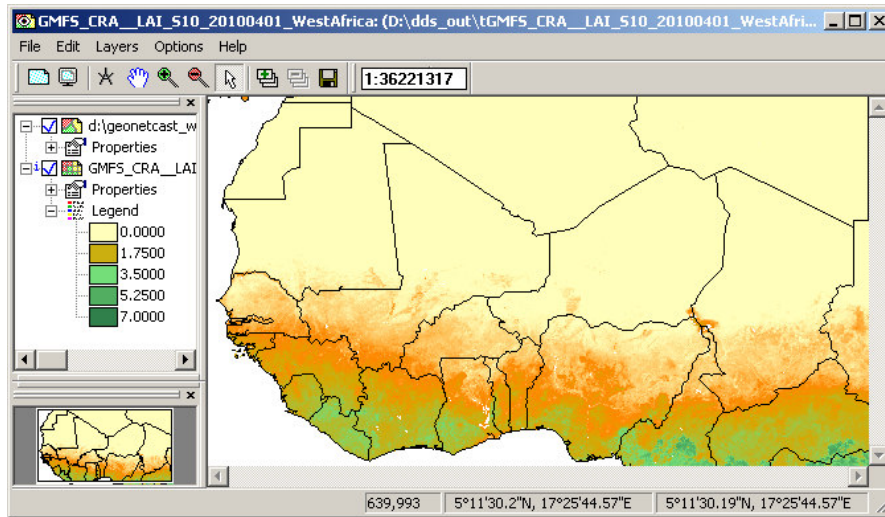 GMFS_CRA__LAI_S10_20100401_WestAfrica: (D:\dds_out\tGMFS_CRA__LAI_S10_20100401_WestAfri...
File Edit Layers Options Help
1:36221317
d:\geonetcast_w
Properties
GMFS_CRA__LAI
Properties
Legend
0.0000
1.7500
3.5000
5.2500
7.0000
639,993 5°11'30.2"N, 17°25'44.57"E 5°11'30.19"N, 17°25'44.57"E